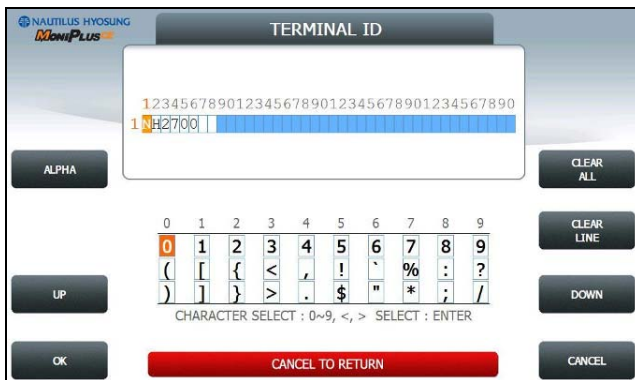 NAUTILUS HYOSUNG
MoniPlus CE
TERMINAL ID
1234567890123456789012345678901234567890
1 NH2700
ALPHA
CLEAR ALL
0 1 2 3 4 5 6 7 8 9
0 1 2 3 4 5 6 7 8 9
CLEAR LINE
( [ { < , ! ` % : ?
) ] } > . $ " * ; /
UP
DOWN
CHARACTER SELECT : 0~9, <, > SELECT : ENTER
OK
CANCEL TO RETURN
CANCEL